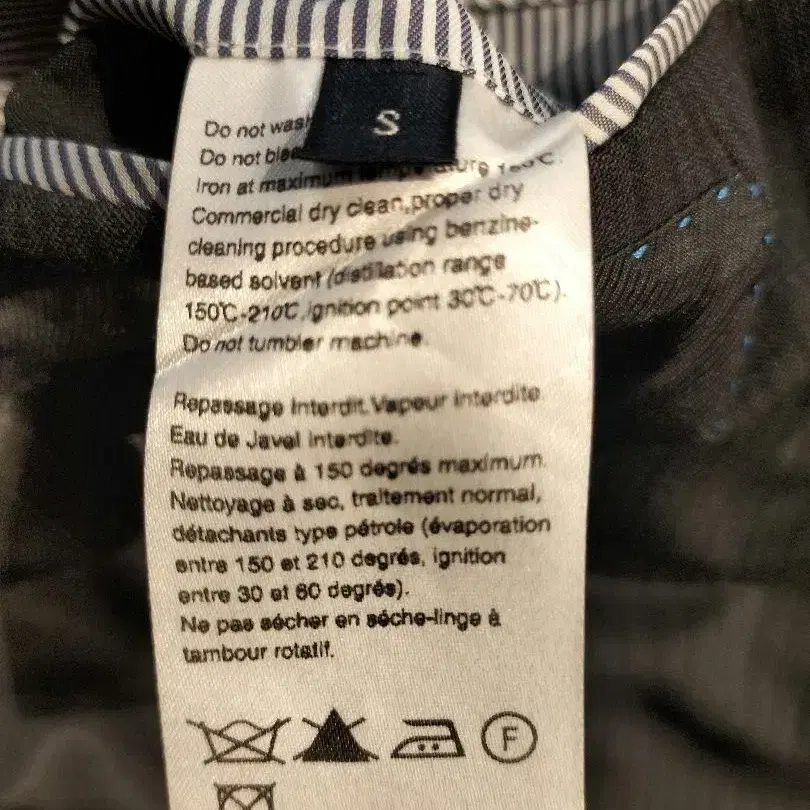 S
Do not wash
Do not
Iron at maximum temperature
Commercial dry clean,proper dry
cleaning procedure using benzine-
based solvent (distillation range
150℃-210℃,ignition point 30℃-70℃).
Do not tumbler machine.
Repassage Interdit.Vapeur Interdite
Eau de Javel interdite.
Repassage à 150 degrés maximum.
Nettoyage à sec, traitement normal,
détachants type pétrole (évaporation
entre 150 et 210 degrés, ignition
entre 30 et 60 degrés).
Ne pas sécher en séche-linge à
tambour rotatif.
F